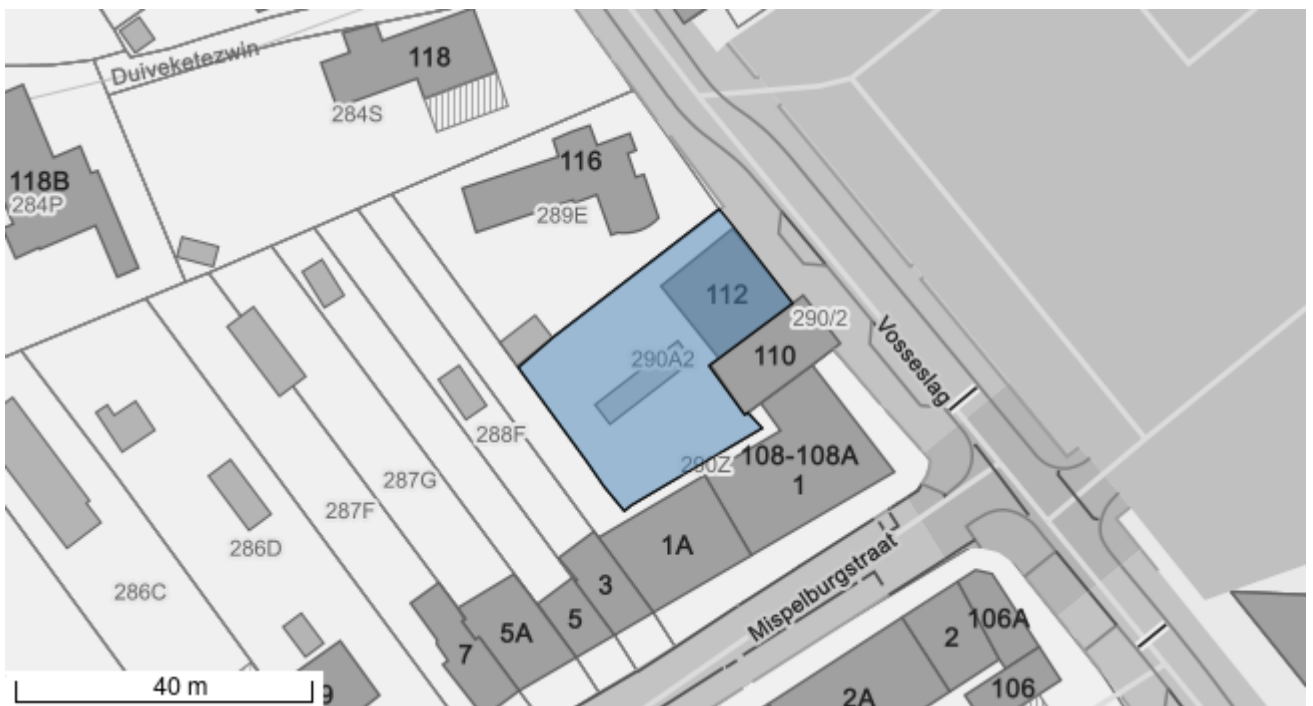 118
Duiveketezwin
284S
118B
284P
116
289E
112
290/2
110
290A2
Vosseslag
288F
290Z
108-108A
1
287G
287F
286D
1A
286C
3
5
5A
7
Mispelburgstraat
106A
2
106
2A
9
40 m